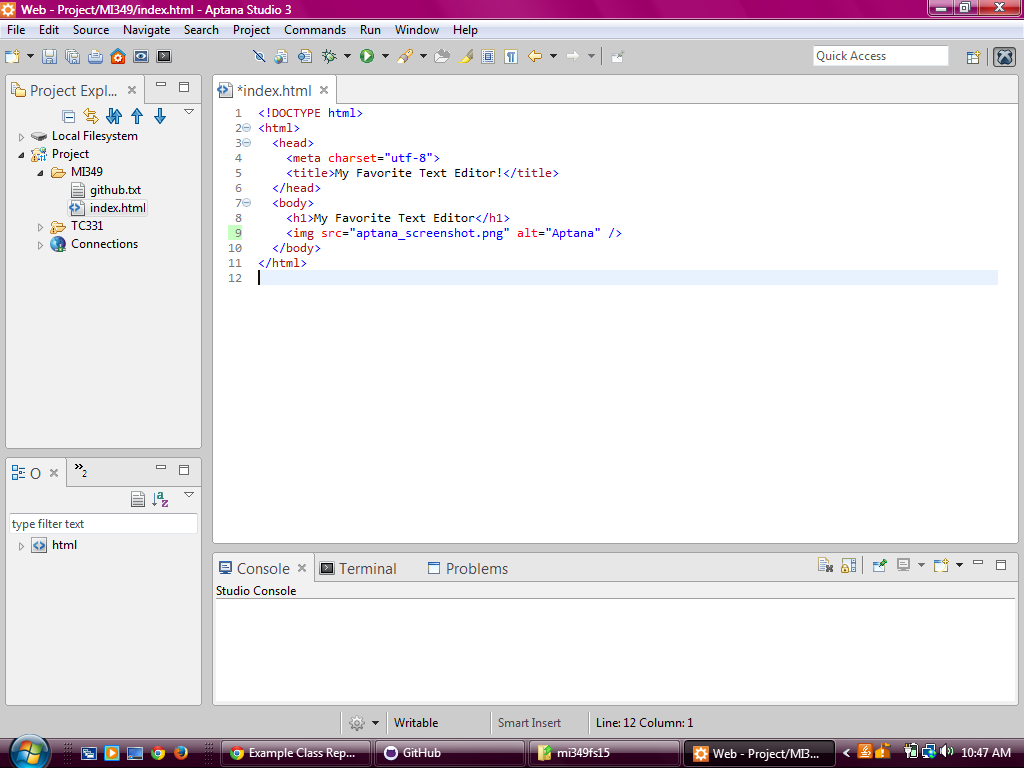 Web - Project/MI349/index.html - Aptana Studio 3
File Edit Source Navigate Search Project Commands Run Window Help
Quick Access
Project Expl...
Local Filesystem
Project
MI349
github.txt
index.html
TC331
Connections
*index.html
1 <!DOCTYPE html>
2 <html>
3 <head>
4 <meta charset="utf-8">
5 <title>My Favorite Text Editor!</title>
6 </head>
7 <body>
8 <h1>My Favorite Text Editor</h1>
9 <img src="aptana_screenshot.png" alt="Aptana" />
10 </body>
11 </html>
12
O
»2
type filter text
html
Console Terminal Problems
Studio Console
Writable Smart Insert Line: 12 Column: 1
Example Class Rep... GitHub mi349fs15 Web - Project/MI3... < 10:47 AM